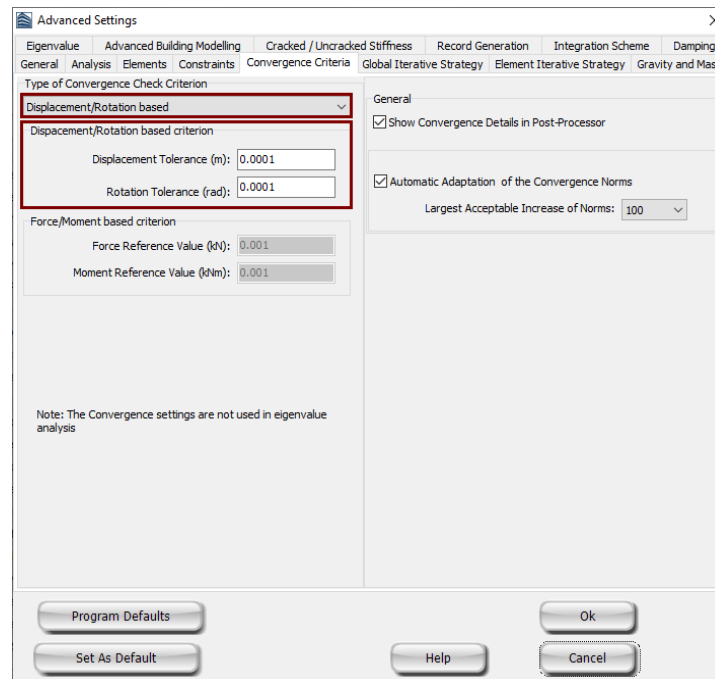 Advanced Settings
Eigenvalue Advanced Building Modelling Cracked / Uncracked Stiffness Record Generation Integration Scheme Damping
General Analysis Elements Constraints Convergence Criteria Global Iterative Strategy Element Iterative Strategy Gravity and Mas
Type of Convergence Check Criterion
Displacement/Rotation based
Dispacement/Rotation based criterion
Displacement Tolerance (m): 0.0001
Rotation Tolerance (rad): 0.0001
Force/Moment based criterion
Force Reference Value (kN): 0.001
Moment Reference Value (kNm): 0.001
Note: The Convergence settings are not used in eigenvalue
analysis
General
Show Convergence Details in Post-Processor
Automatic Adaptation of the Convergence Norms
Largest Acceptable Increase of Norms: 100
Program Defaults
Ok
Set As Default
Help
Cancel